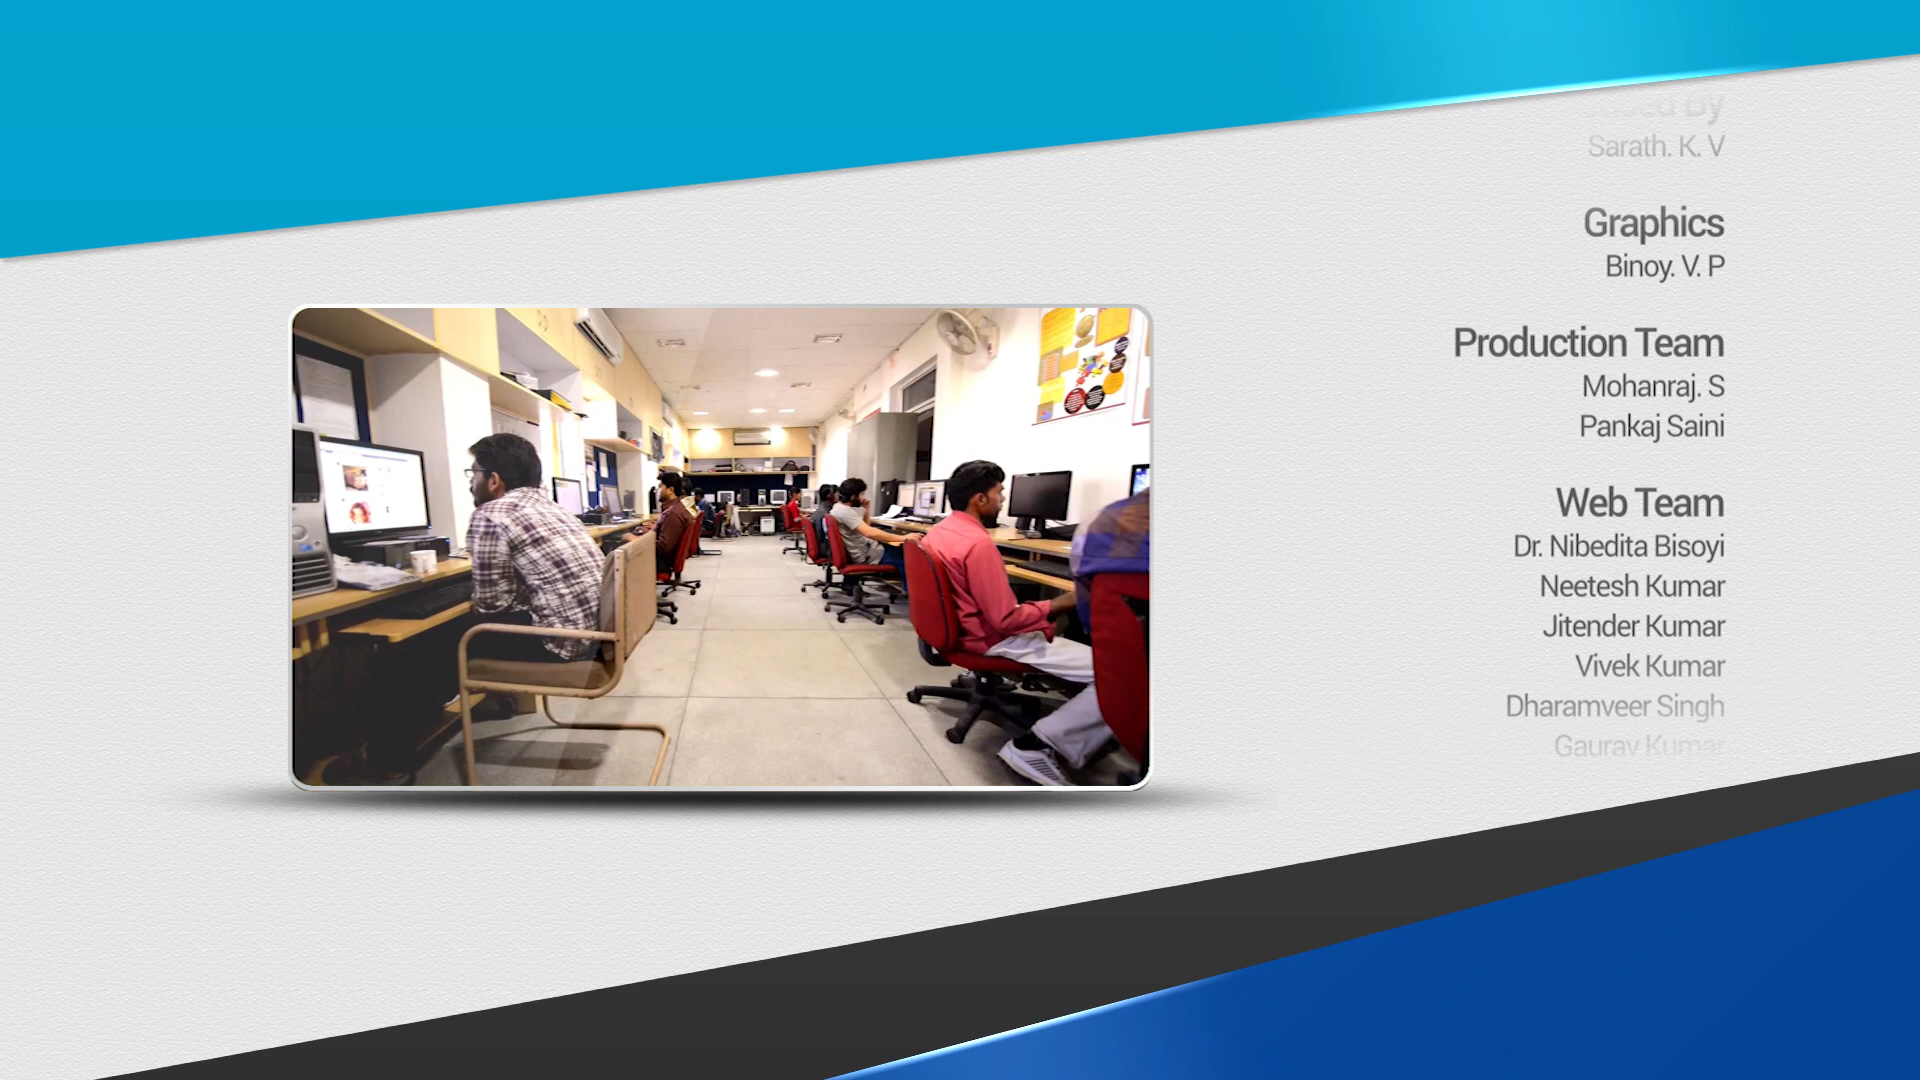 By
Sarath. K. V
Graphics
Binoy. V. P
Production Team
Mohanraj. S
Pankaj Saini
Web Team
Dr. Nibedita Bisoyi
Neetesh Kumar
Jitender Kumar
Vivek Kumar
Dharamveer Singh
Gaurav Kumar